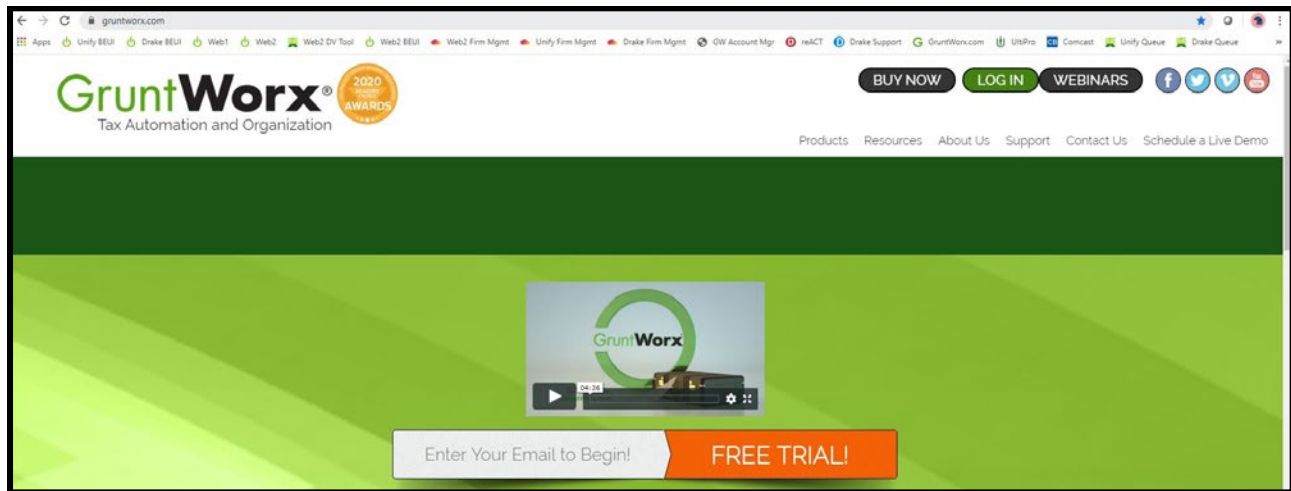 gruntworx.com
Apps Unify BEUI Drake BEUI Web1 Web2 Web2 DV Tool Web2 BEUI Web2 Firm Mgmt Unify Firm Mgmt Drake Firm Mgmt GW Account Mgr reACT Drake Support GruntWorx.com UltiPro Comcast Unify Queue Drake Queue »
GruntWorx®
Tax Automation and Organization
2020
AWARDS
BUY NOW LOG IN WEBINARS
Products Resources About Us Support Contact Us Schedule a Live Demo
GruntWorx
04:36
Enter Your Email to Begin! FREE TRIAL!